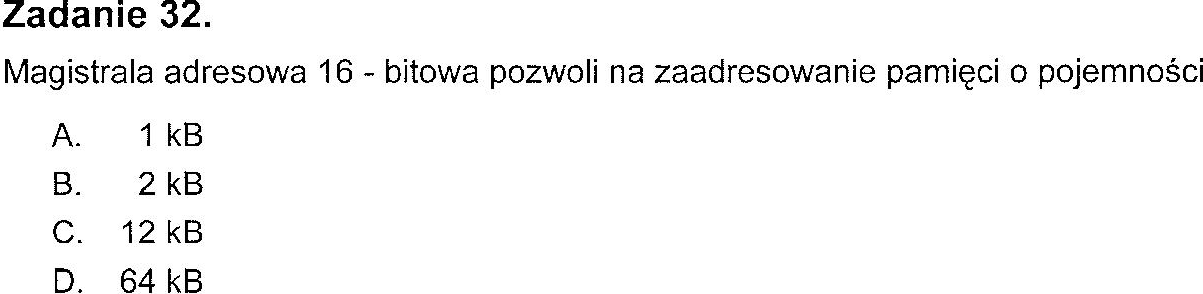 Zadanie 32.
Magistrala adresowa 16 - bitowa pozwoli na zaadresowanie pamięci o pojemności
A. 1 kB
B. 2 kB
C. 12 kB
D. 64 kB